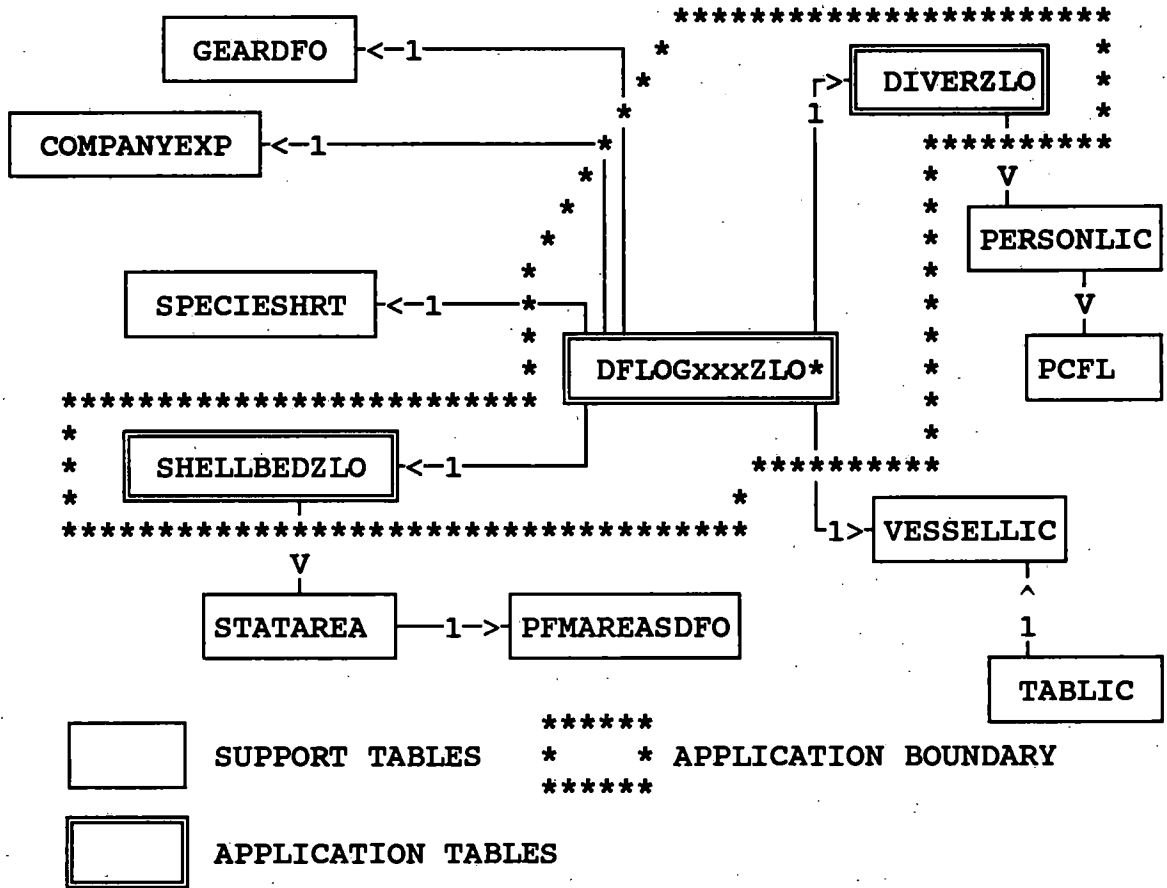 GEARDFO <-1
DIVERZLO
>
1
COMPANYEXP <-1
V
PERSONLIC
SPECIESHRT <-1
V
DFLOGxxxZLO*
PCFL
SHELLBEDZLO <-1
1> VESSELLIC
V
^
STATAREA 1-> PFMAREASDFO
1
TABLIC
SUPPORT TABLES
APPLICATION BOUNDARY
APPLICATION TABLES